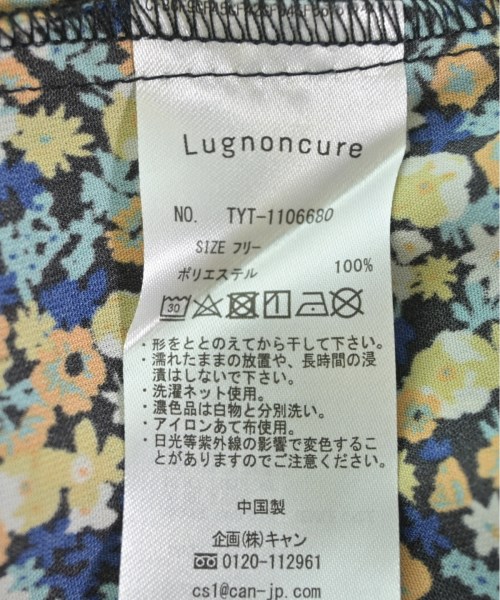 Lugnoncure
NO. TYT-1106680
SIZE フリー
ポリエステル 100%
30
・形をととのえてから干して下さい。
・濡れたままの放置や、長時間の浸
漬はしないで下さい。
・洗濯ネット使用。
・濃色品は白物と分別洗い。
・アイロンあて布使用。
・日光等紫外線の影響で変色するこ
とがありますのでご注意ください。
中国製
企画(株)キャン
0120-112961
cs1@can-jp.com